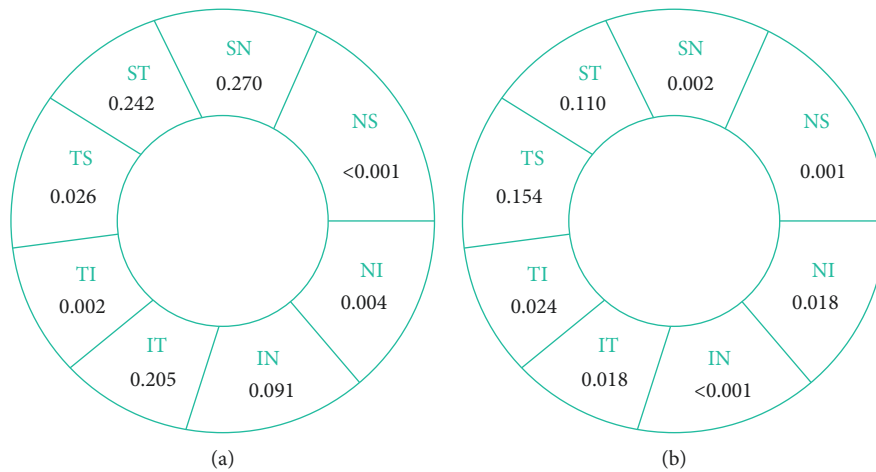 SN
0.270
ST
0.242
NS
<0.001
TS
0.026
TI
0.002
NI
0.004
IT
0.205
IN
0.091
(a)
SN
0.002
ST
0.110
NS
0.001
TS
0.154
TI
0.024
NI
0.018
IT
0.018
IN
<0.001
(b)